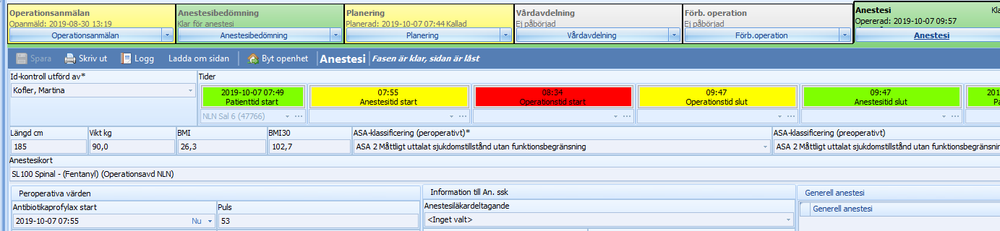 Operationsanmälan
Opanmäld: 2019-08-30 13:19
Operationsanmälan
Anestesibedömning
Klar för anestesi
Anestesibedömning
Planering
Planerad: 2019-10-07 07:44 Kallad
Planering
Vårdavdelning
Ej påbörjad
Vårdavdelning
Förb. operation
Ej påbörjad
Förb.operation
Anestesi
Opererad: 2019-10-07 09:57
Anestesi
Spara Skriv ut Logg Ladda om sidan Byt openhet Anestesi Fasen är klar, sidan är låst
Id-kontroll utförd av*
Kofler, Martina
Tider
2019-10-07 07:49
Patienttid start
NLN Sal 6 (47766)
07:55
Anestesitid start
08:34
Operationstid start
09:47
Operationstid slut
09:47
Anestesitid slut
Längd cm
185
Vikt kg
90,0
BMI
26,3
BMI30
102,7
ASA-klassificering (peroperativt)*
ASA 2 Måttligt uttalat sjukdomstillstånd utan funktionsbegränsning
ASA-klassificering (preoperativt)
ASA 2 Måttligt uttalat sjukdomstillstånd utan funktionsbegränsnin
Anestesikort
SL100 Spinal - (Fentanyl) (Operationsavd NLN)
Peroperativa värden
Antibiotikaprofylax start
2019-10-07 07:55 Nu
Puls
53
Information till An. ssk
Anestesiläkardeltagande
<Inget valt>
Generell anestesi
Generell anestesi